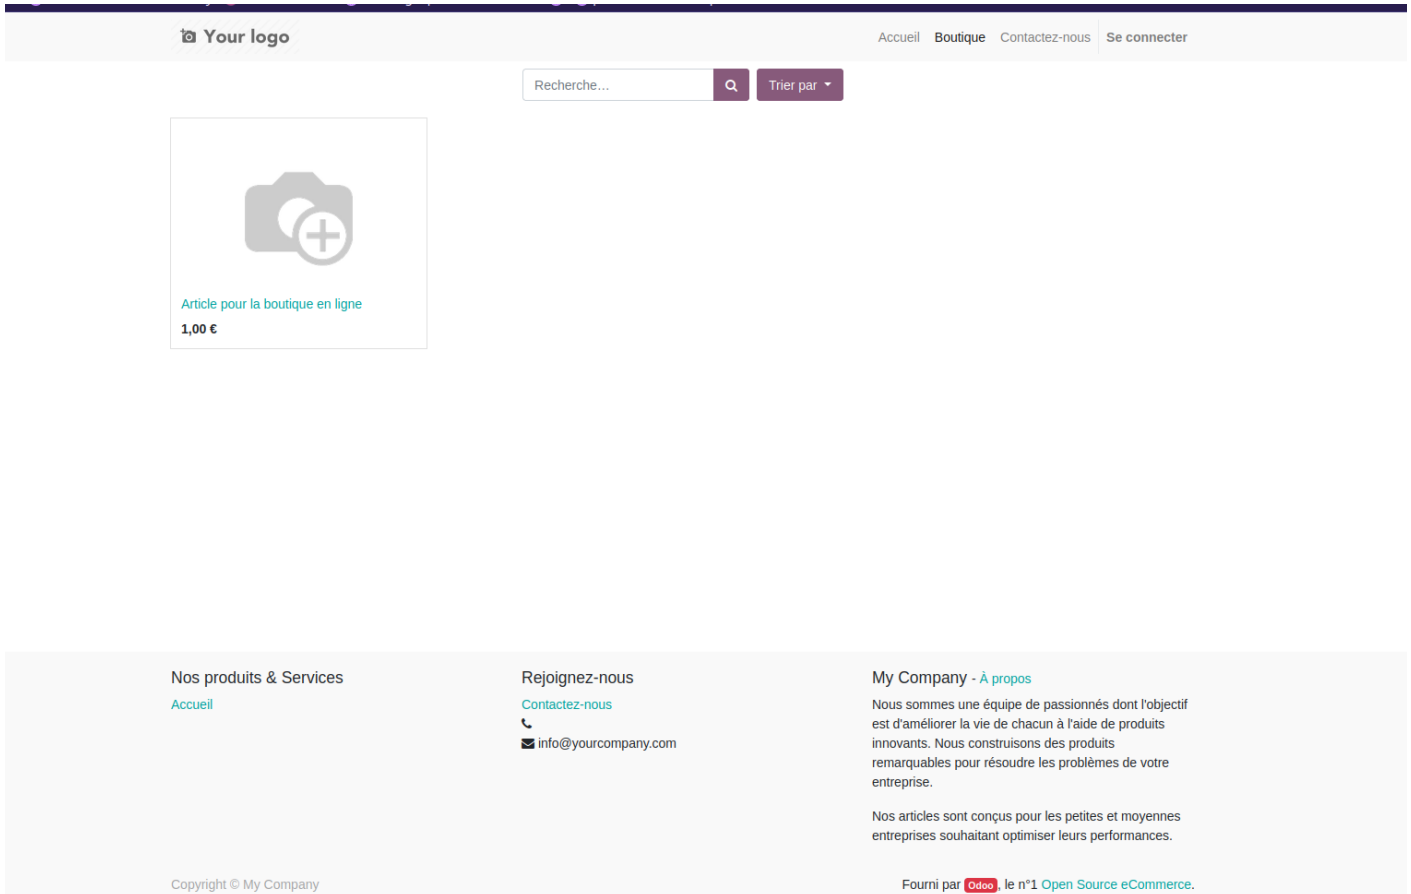 Your logo
Accueil Boutique Contactez-nous Se connecter
Recherche...
Trier par
Article pour la boutique en ligne
1,00 €
Nos produits & Services
Accueil
Rejoignez-nous
Contactez-nous
info@yourcompany.com
My Company - À propos
Nous sommes une équipe de passionnés dont l'objectif
est d'améliorer la vie de chacun à l'aide de produits
innovants. Nous construisons des produits
remarquables pour résoudre les problèmes de votre
entreprise.
Nos articles sont conçus pour les petites et moyennes
entreprises souhaitant optimiser leurs performances.
Copyright © My Company
Fourni par Odoo, le n°1 Open Source eCommerce.